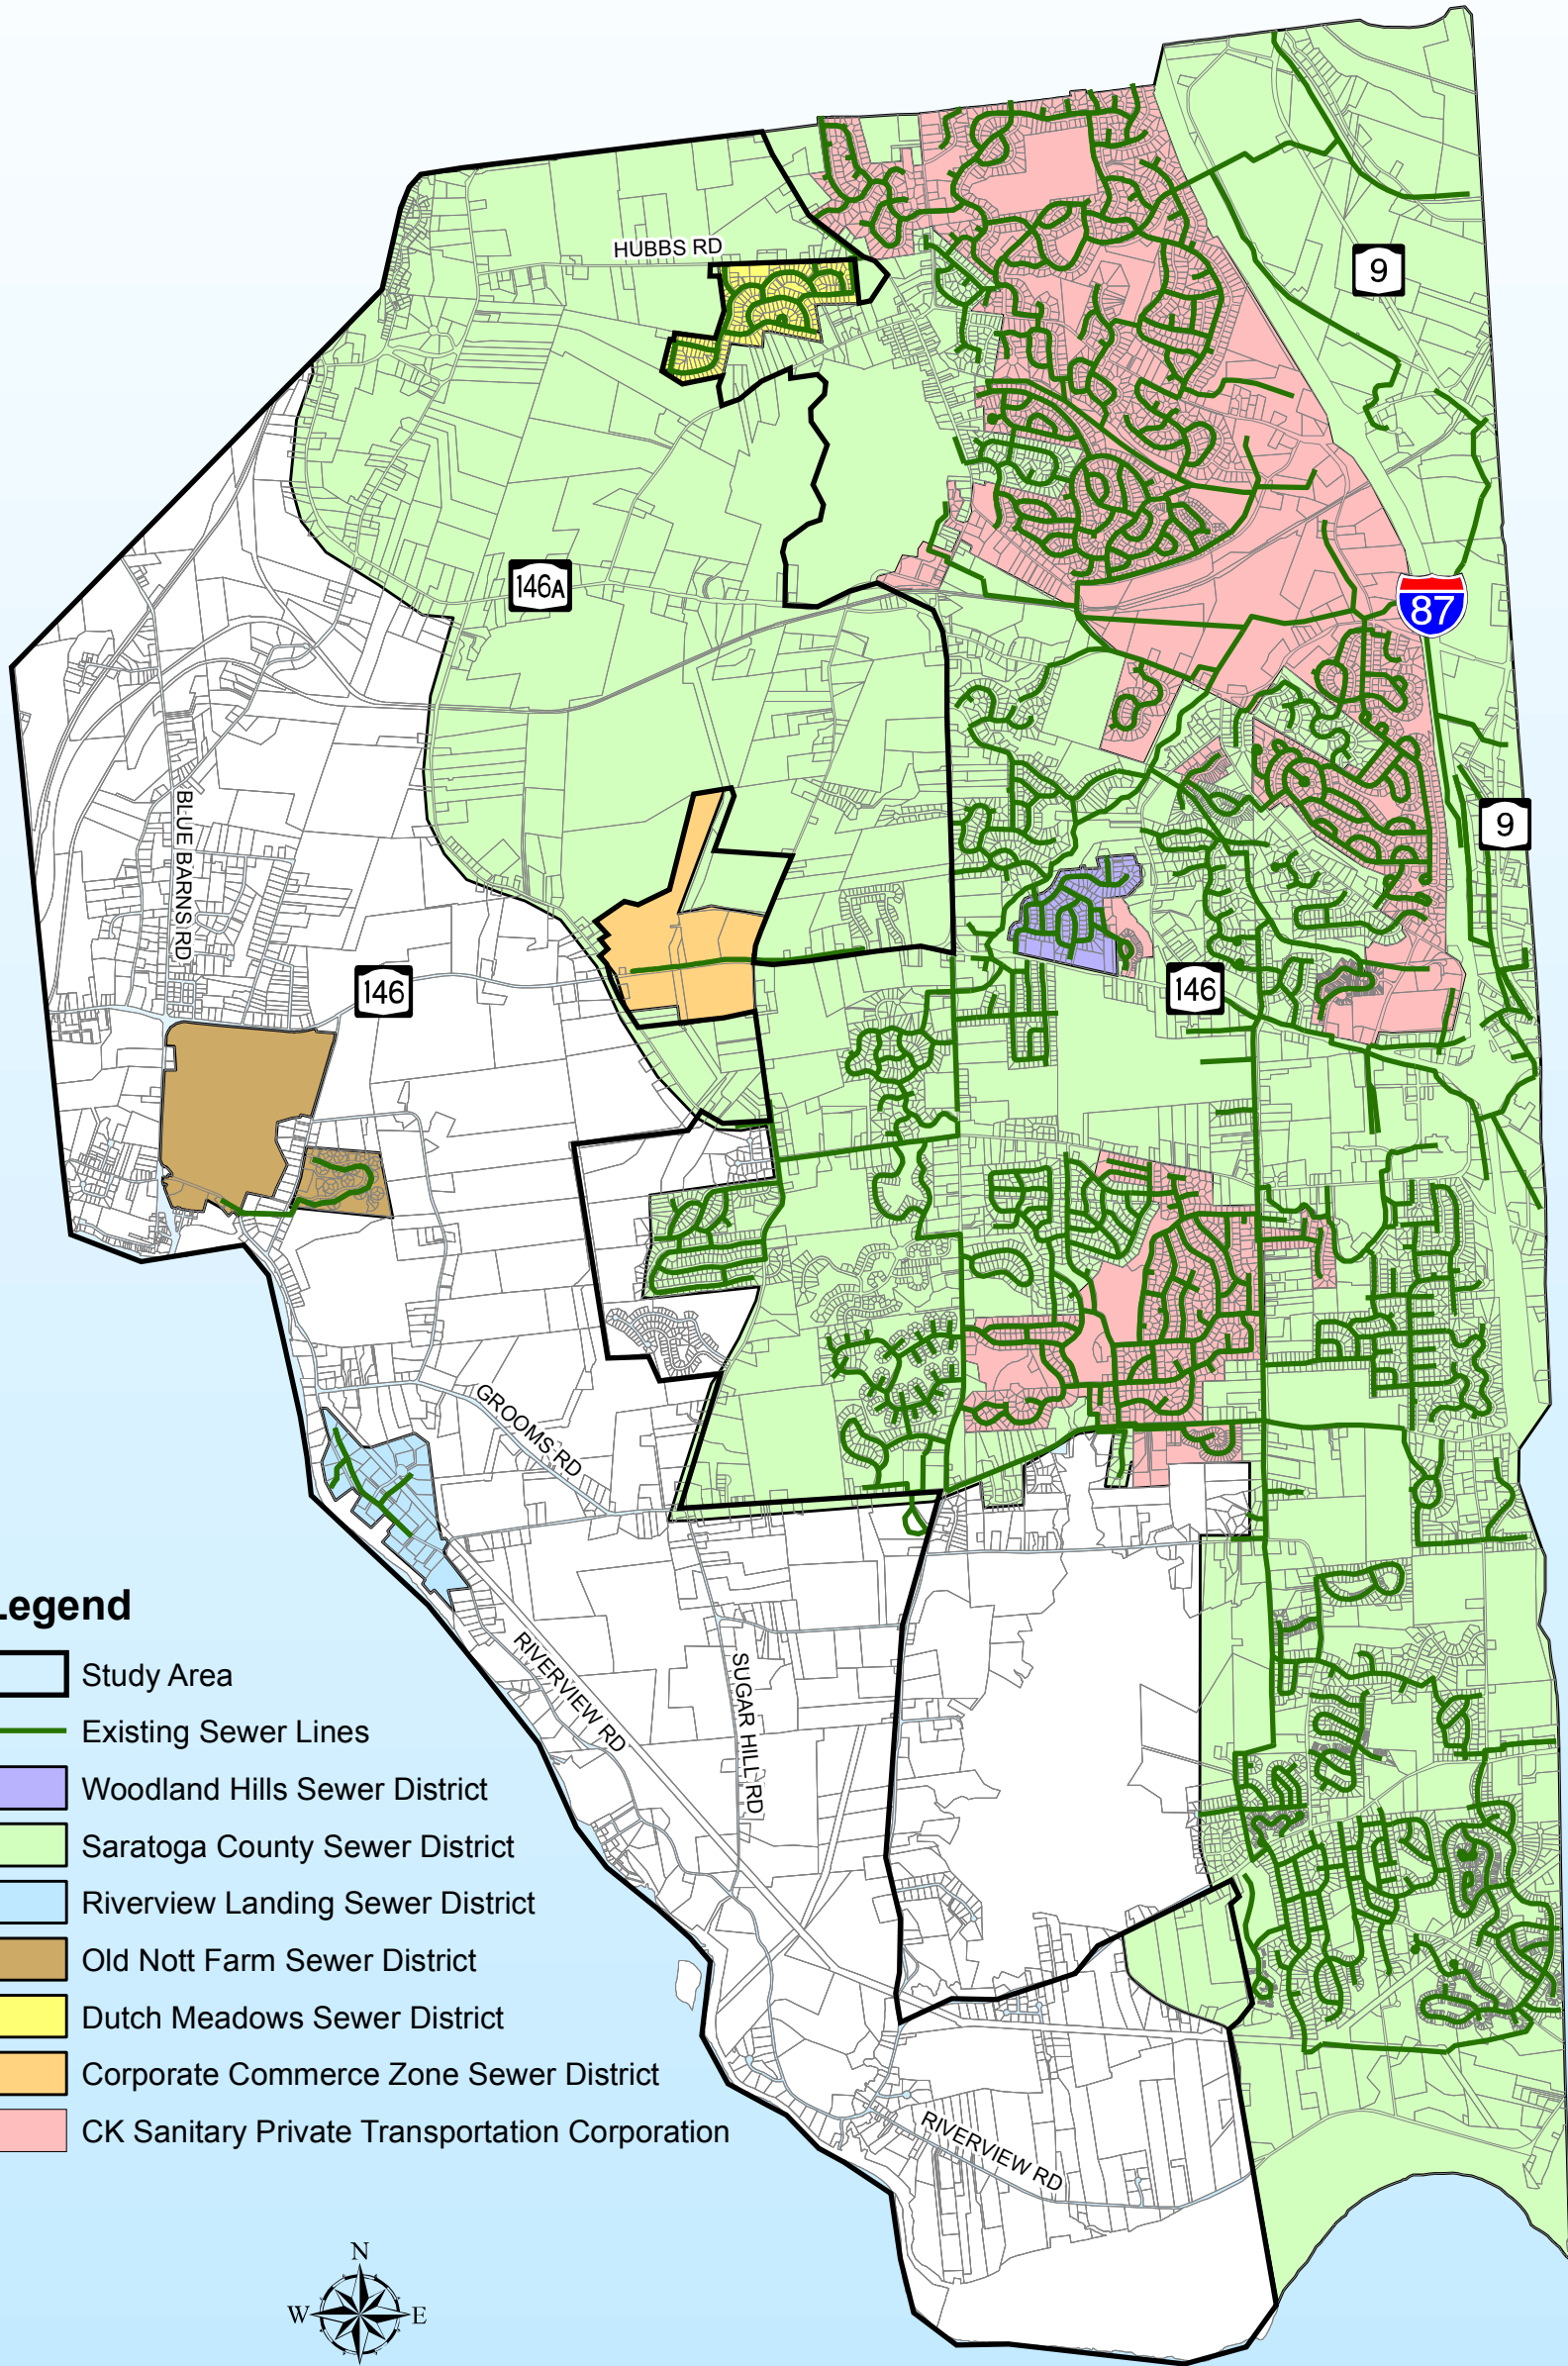 HUBBS RD
9
146A
87
BLUE BARNS RD
9
146
146
GROOMS RD
RIVERVIEW RD
SUGAR HILL RD
RIVERVIEW RD
Legend
Study Area
Existing Sewer Lines
Woodland Hills Sewer District
Saratoga County Sewer District
Riverview Landing Sewer District
Old Nott Farm Sewer District
Dutch Meadows Sewer District
Corporate Commerce Zone Sewer District
CK Sanitary Private Transportation Corporation
N
W E